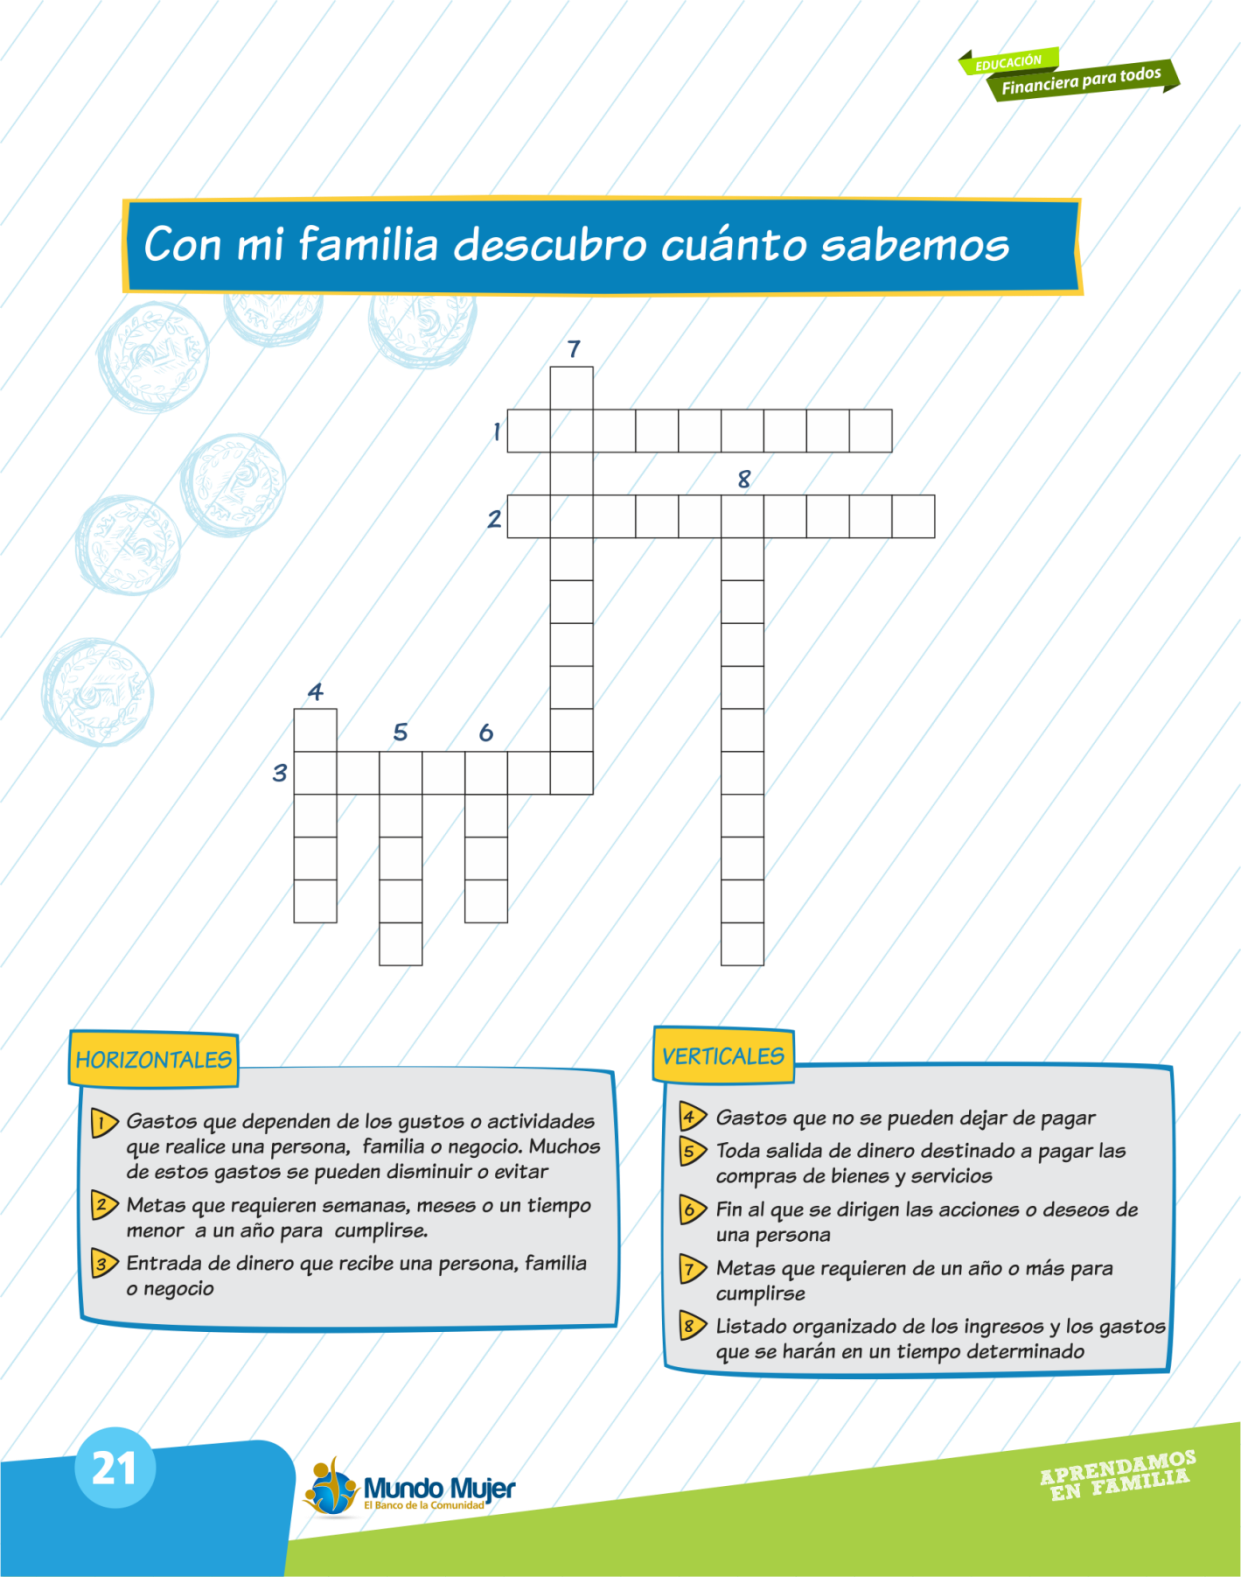 EDUCACIÓN
Financiera para todos
Con mi familia descubro cuánto sabemos
7
1
8
2
4
5
6
3
HORIZONTALES
1 Gastos que dependen de los gustos o actividades
que realice una persona, familia o negocio. Muchos
de estos gastos se pueden disminuir o evitar
2 Metas que requieren semanas, meses o un tiempo
menor a un año para cumplirse.
3 Entrada de dinero que recibe una persona, familia
o negocio
VERTICALES
4 Gastos que no se pueden dejar de pagar
5 Toda salida de dinero destinado a pagar las
compras de bienes y servicios
6 Fin al que se dirigen las acciones o deseos de
una persona
7 Metas que requieren de un año o más para
cumplirse
8 Listado organizado de los ingresos y los gastos
que se harán en un tiempo determinado
21
Mundo Mujer
El Banco de la Comunidad
APRENDAMOS
EN FAMILIA